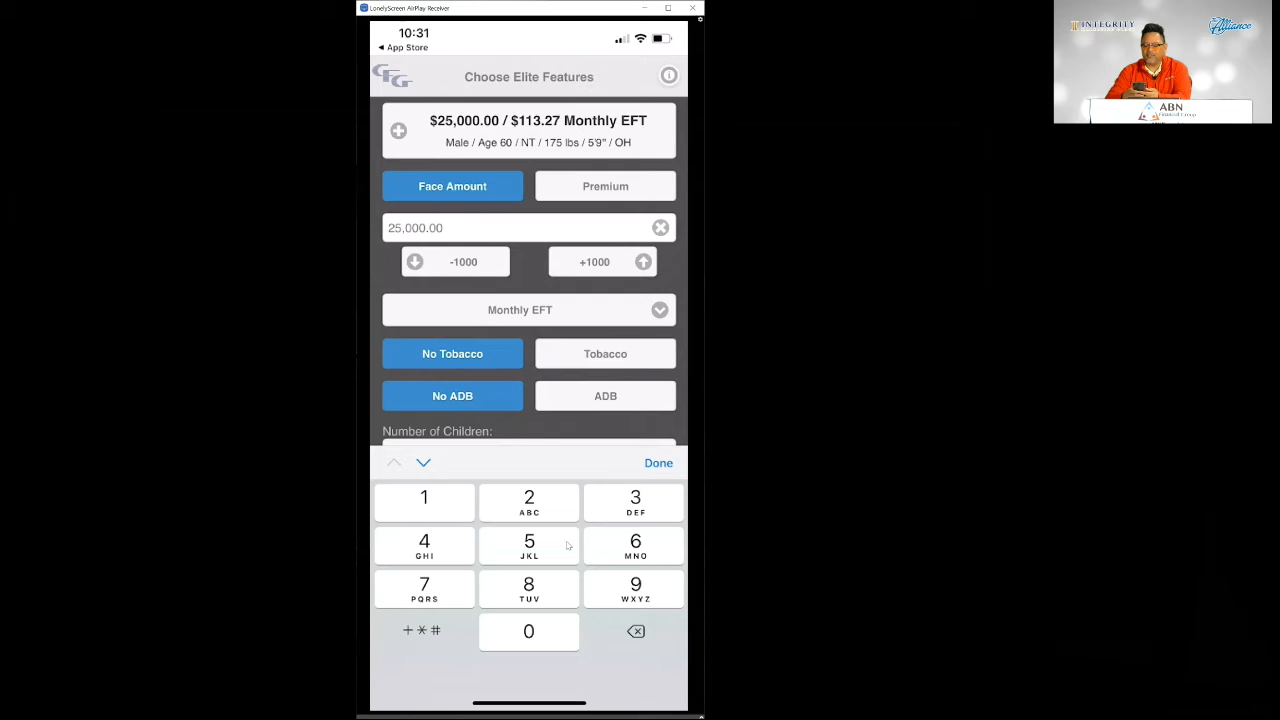 LonelyScreen AirPlay Receiver
10:31
App Store
CFG
Choose Elite Features
$25,000.00 / $113.27 Monthly EFT
Male / Age 60 / NT / 175 lbs / 5'9" / OH
Face Amount Premium
25,000.00
-1000 +1000
Monthly EFT
No Tobacco Tobacco
No ADB ADB
Number of Children:
Done
1 2 3
ABC DEF
4 5 6
GHI JKL MNO
7 8 9
PQRS TUV WXYZ
+*# 0
INTEGRITY
Alliance
ABN
Financial Group